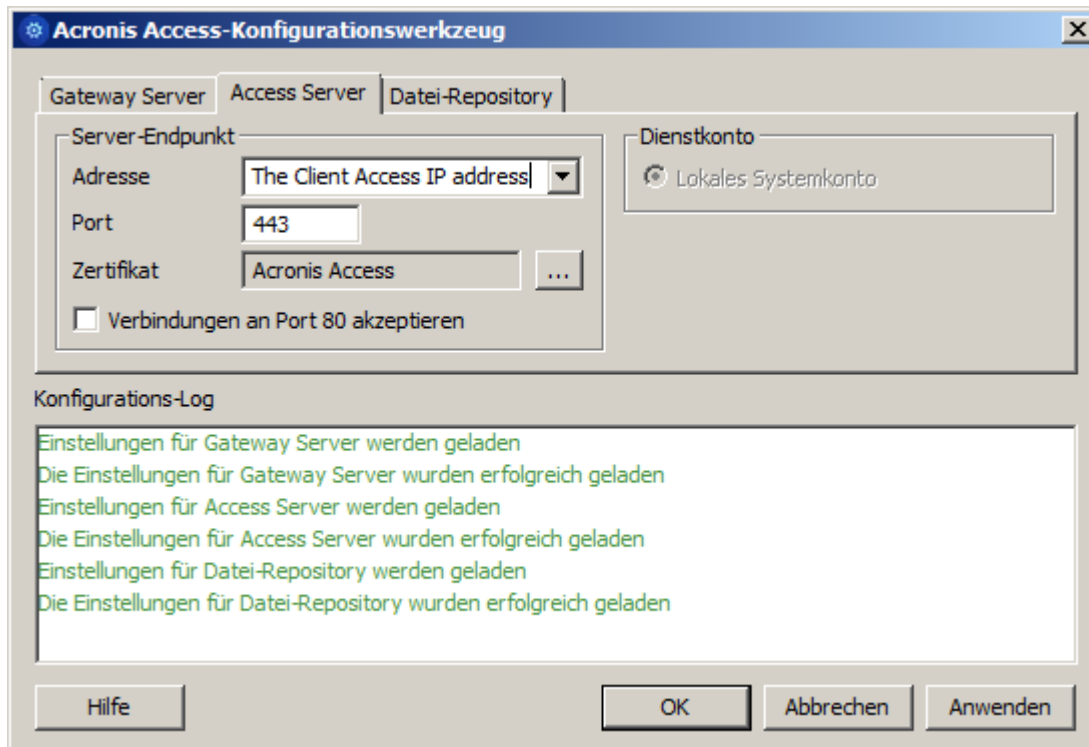 Acronis Access-Konfigurationswerkzeug
Gateway Server Access Server Datei-Repository
Server-Endpunkt
Adresse The Client Access IP address
Port 443
Zertifikat Acronis Access ...
Verbindungen an Port 80 akzeptieren
Dienstkonto
Lokales Systemkonto
Konfigurations-Log
Einstellungen für Gateway Server werden geladen
Die Einstellungen für Gateway Server wurden erfolgreich geladen
Einstellungen für Access Server werden geladen
Die Einstellungen für Access Server wurden erfolgreich geladen
Einstellungen für Datei-Repository werden geladen
Die Einstellungen für Datei-Repository wurden erfolgreich geladen
Hilfe OK Abbrechen Anwenden